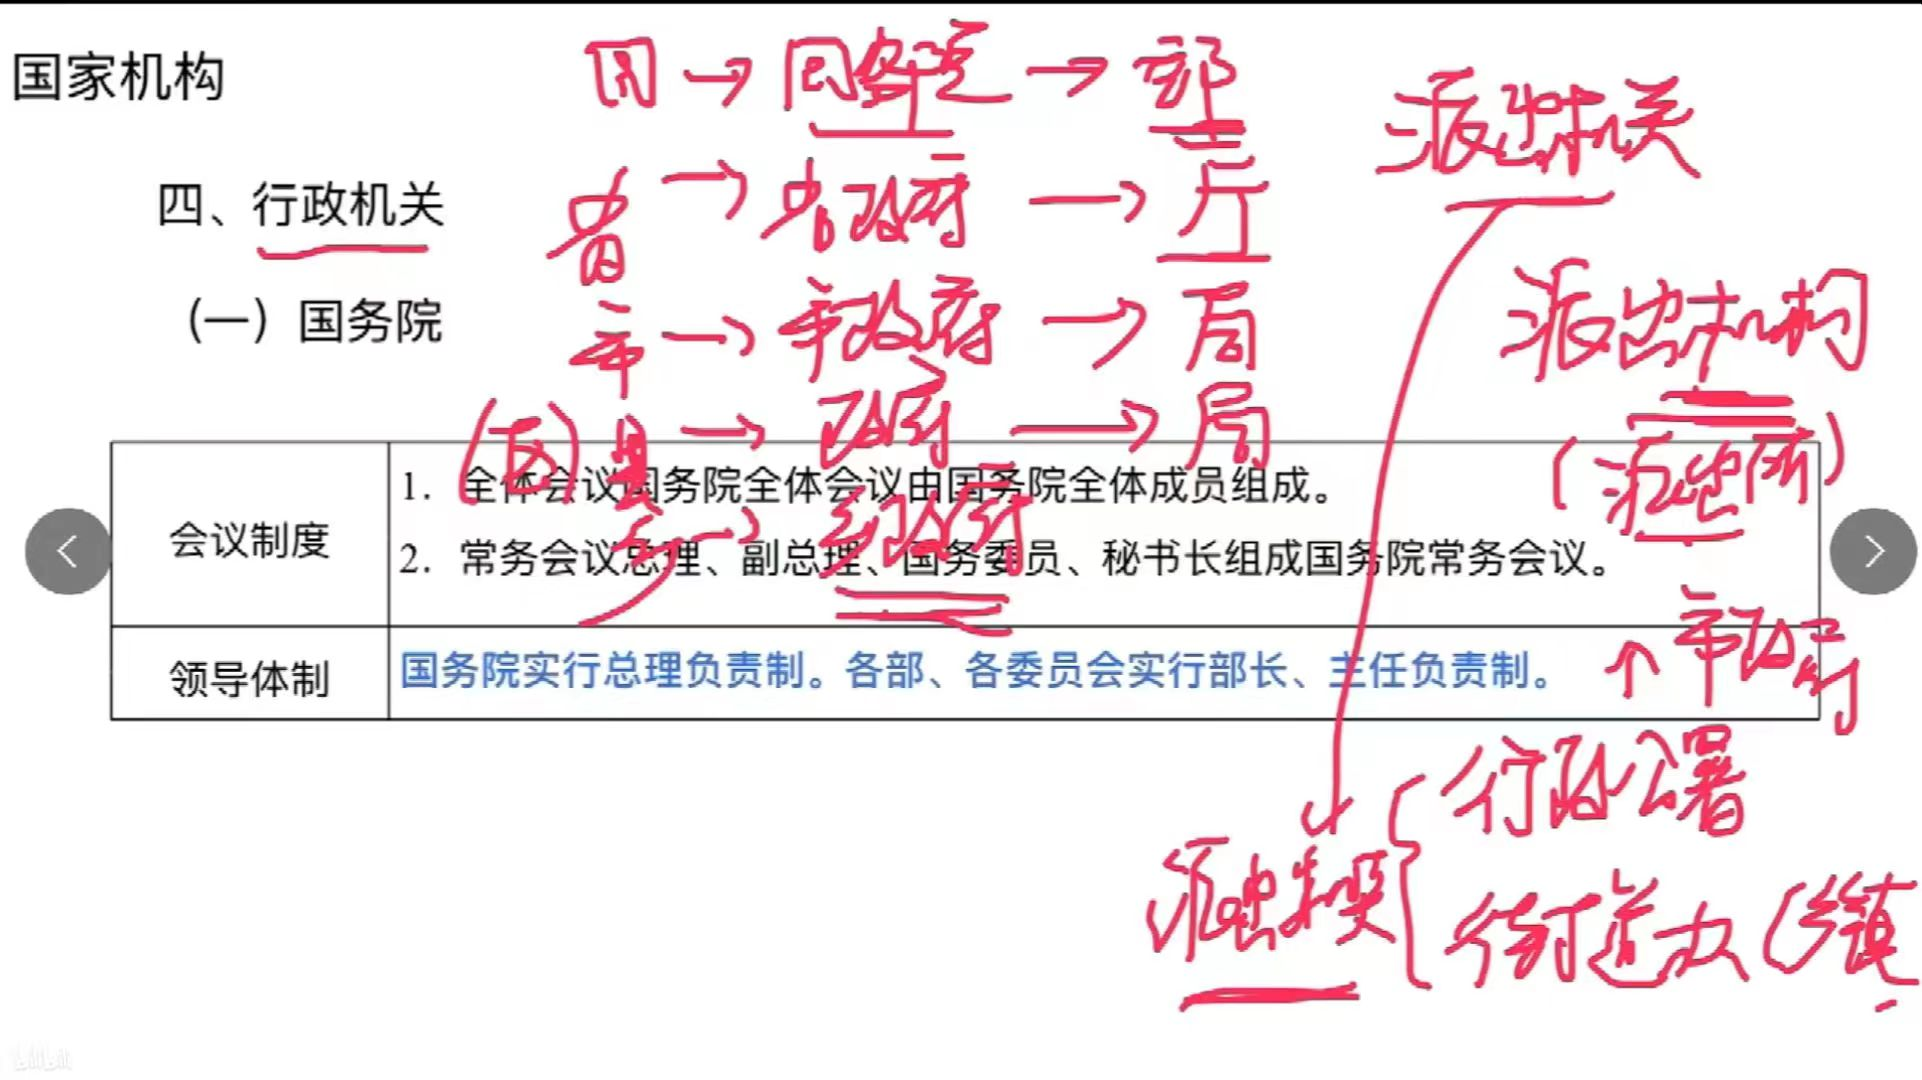 国家机构
四、行政机关
（一）国务院
国 → 国务院 → 部
省 → 省政府 → 厅
市 → 市政府 → 局
（区）县 → 政府 → 局
乡 → 乡政府
派出机关
派出机构
（派出所）
会议制度
1. 全体会议国务院全体会议由国务院全体成员组成。
2. 常务会议总理、副总理、国务委员、秘书长组成国务院常务会议。
领导体制
国务院实行总理负责制。各部、各委员会实行部长、主任负责制。
↑ 市政府
行政公署
派出
街道办（乡镇
bilibili